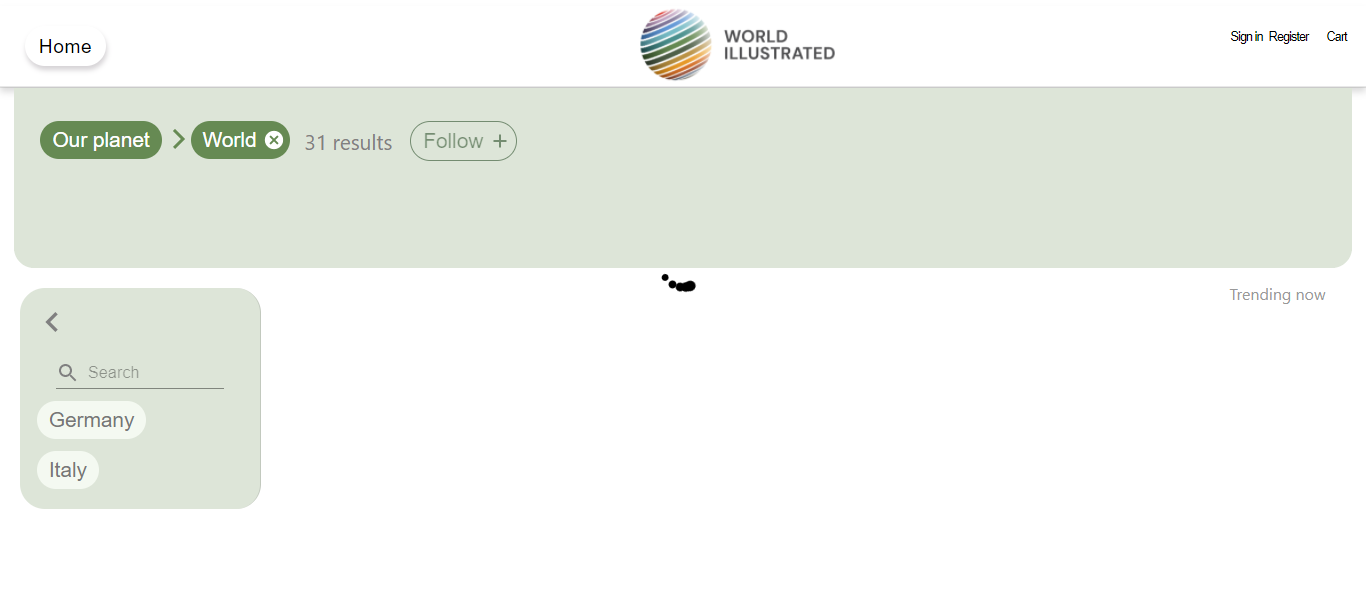 Home
WORLD
ILLUSTRATED
Sign in Register Cart
Our planet World 31 results Follow +
Trending now
Search
Germany
Italy